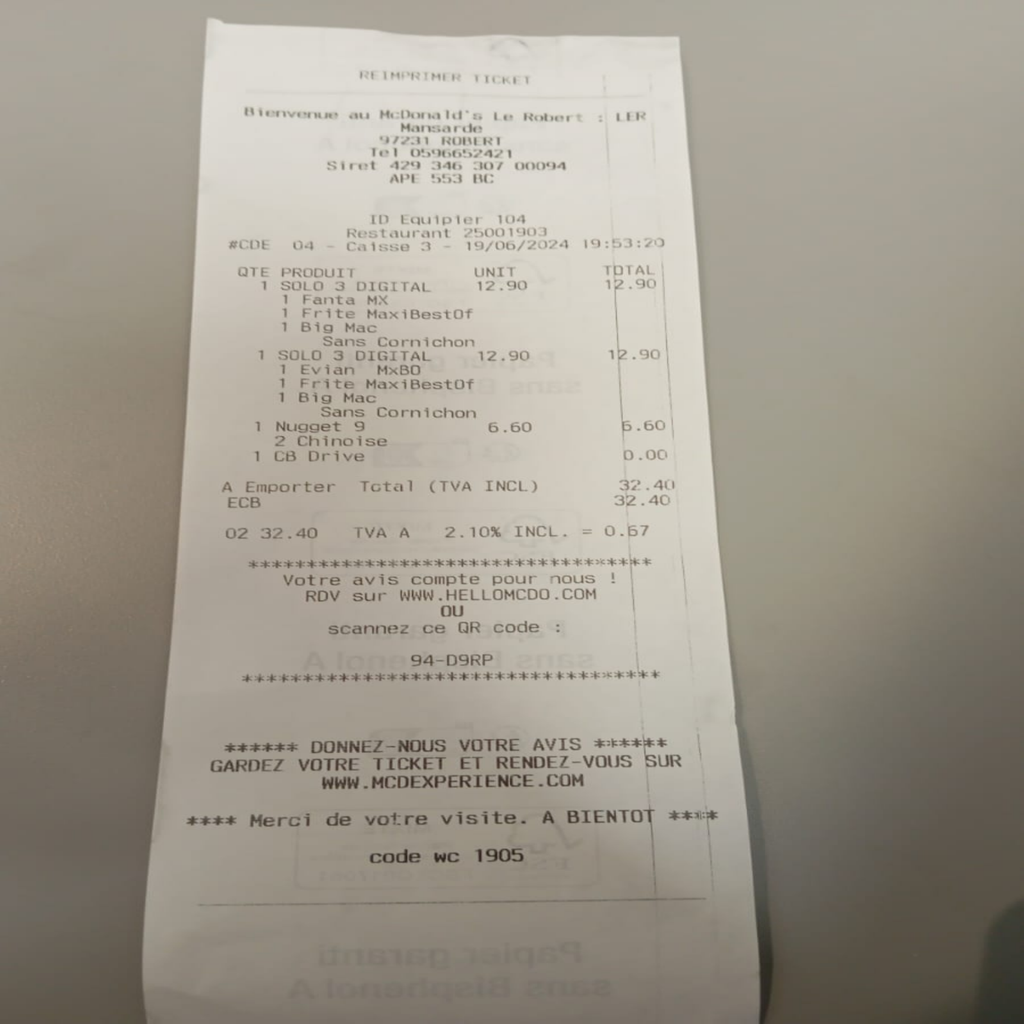 REIMPRIMER TICKET
Bienvenue au McDonald's Le Robert : LER
Mansarde
97231 ROBERT
Tel 0596652421
Siret 429 346 307 00094
APE 553 BC
ID Equipier 104
Restaurant 25001903
#CDE 04 - Caisse 3 - 19/06/2024 19:53:20
QTE PRODUIT UNIT TOTAL
1 SOLO 3 DIGITAL 12.90 12.90
1 Fanta MX
1 Frite MaxiBestOf
1 Big Mac
Sans Cornichon
1 SOLO 3 DIGITAL 12.90 12.90
1 Evian MxBO
1 Frite MaxiBestOf
1 Big Mac
Sans Cornichon
1 Nugget 9 6.60 6.60
2 Chinoise
1 CB Drive 0.00
A Emporter Total (TVA INCL) 32.40
ECB 32.40
02 32.40 TVA A 2.10% INCL. = 0.67
***********************************
Votre avis compte pour nous !
RDV sur WWW.HELLOMCDO.COM
OU
scannez ce QR code :
94-D9RP
***********************************
****** DONNEZ-NOUS VOTRE AVIS ******
GARDEZ VOTRE TICKET ET RENDEZ-VOUS SUR
WWW.MCDEXPERIENCE.COM
**** Merci de votre visite. A BIENTOT ****
code wc 1905
Papier garanti
sans Bisphenol A